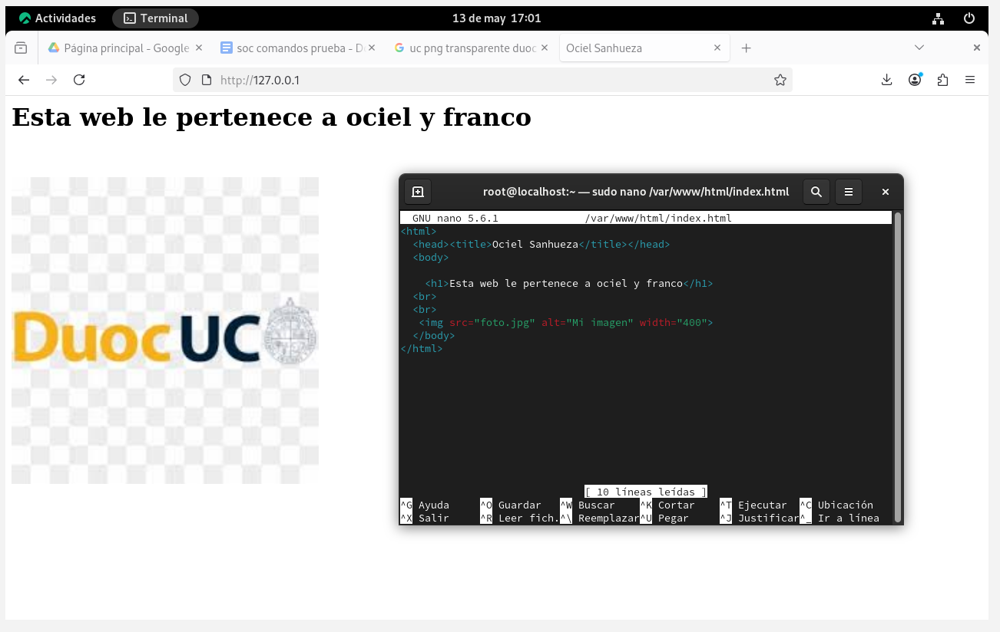 Actividades
Terminal
13 de may 17:01
Página principal - Google
soc comandos prueba - D
uc png transparente duoc
Ociel Sanhueza
http://127.0.0.1
Esta web le pertenece a ociel y franco
Duoc UC
root@localhost:~ — sudo nano /var/www/html/index.html
GNU nano 5.6.1 /var/www/html/index.html
<html>
<head><title>Ociel Sanhueza</title></head>
<body>
<h1>Esta web le pertenece a ociel y franco</h1>
<br>
<br>
<img src="foto.jpg" alt="Mi imagen" width="400">
</body>
</html>
[ 10 líneas leídas ]
^G Ayuda ^O Guardar ^W Buscar ^K Cortar ^T Ejecutar ^C Ubicación
^X Salir ^R Leer fich. ^\ Reemplazar ^U Pegar ^J Justificar ^_ Ir a línea